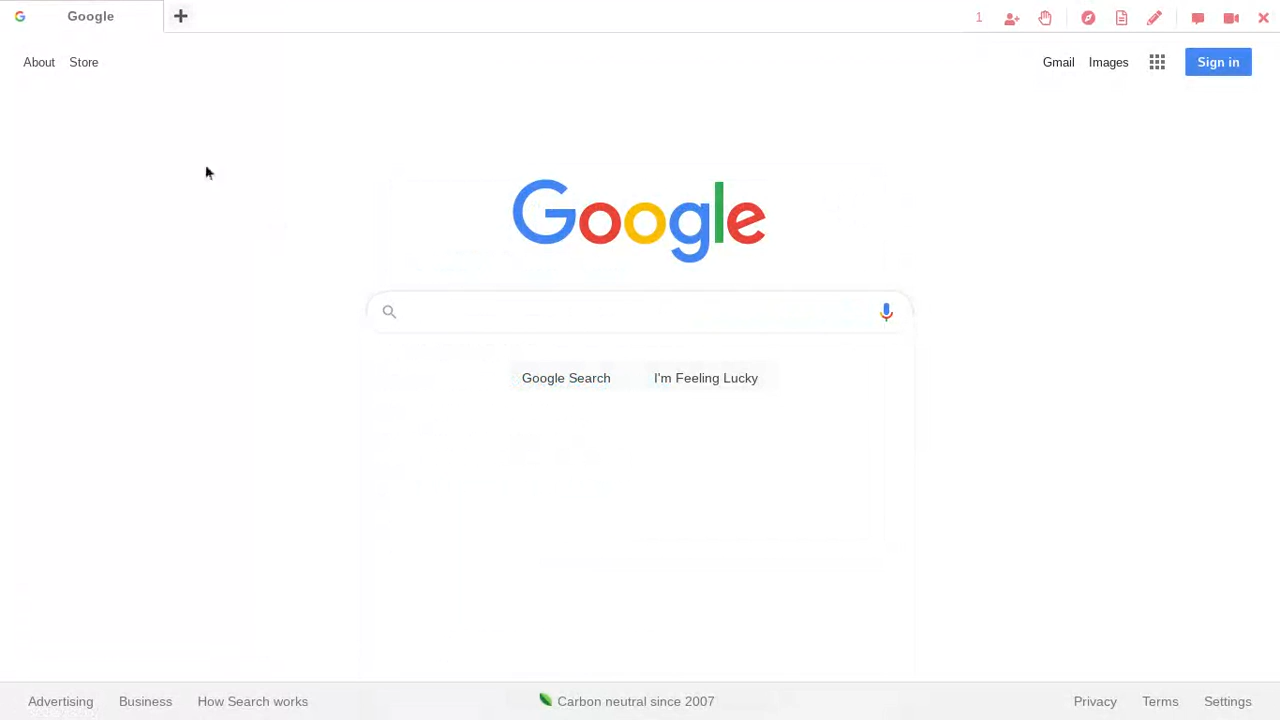 Google
1
About Store Gmail Images Sign in
Google
Google Search I'm Feeling Lucky
Advertising Business How Search works Carbon neutral since 2007 Privacy Terms Settings